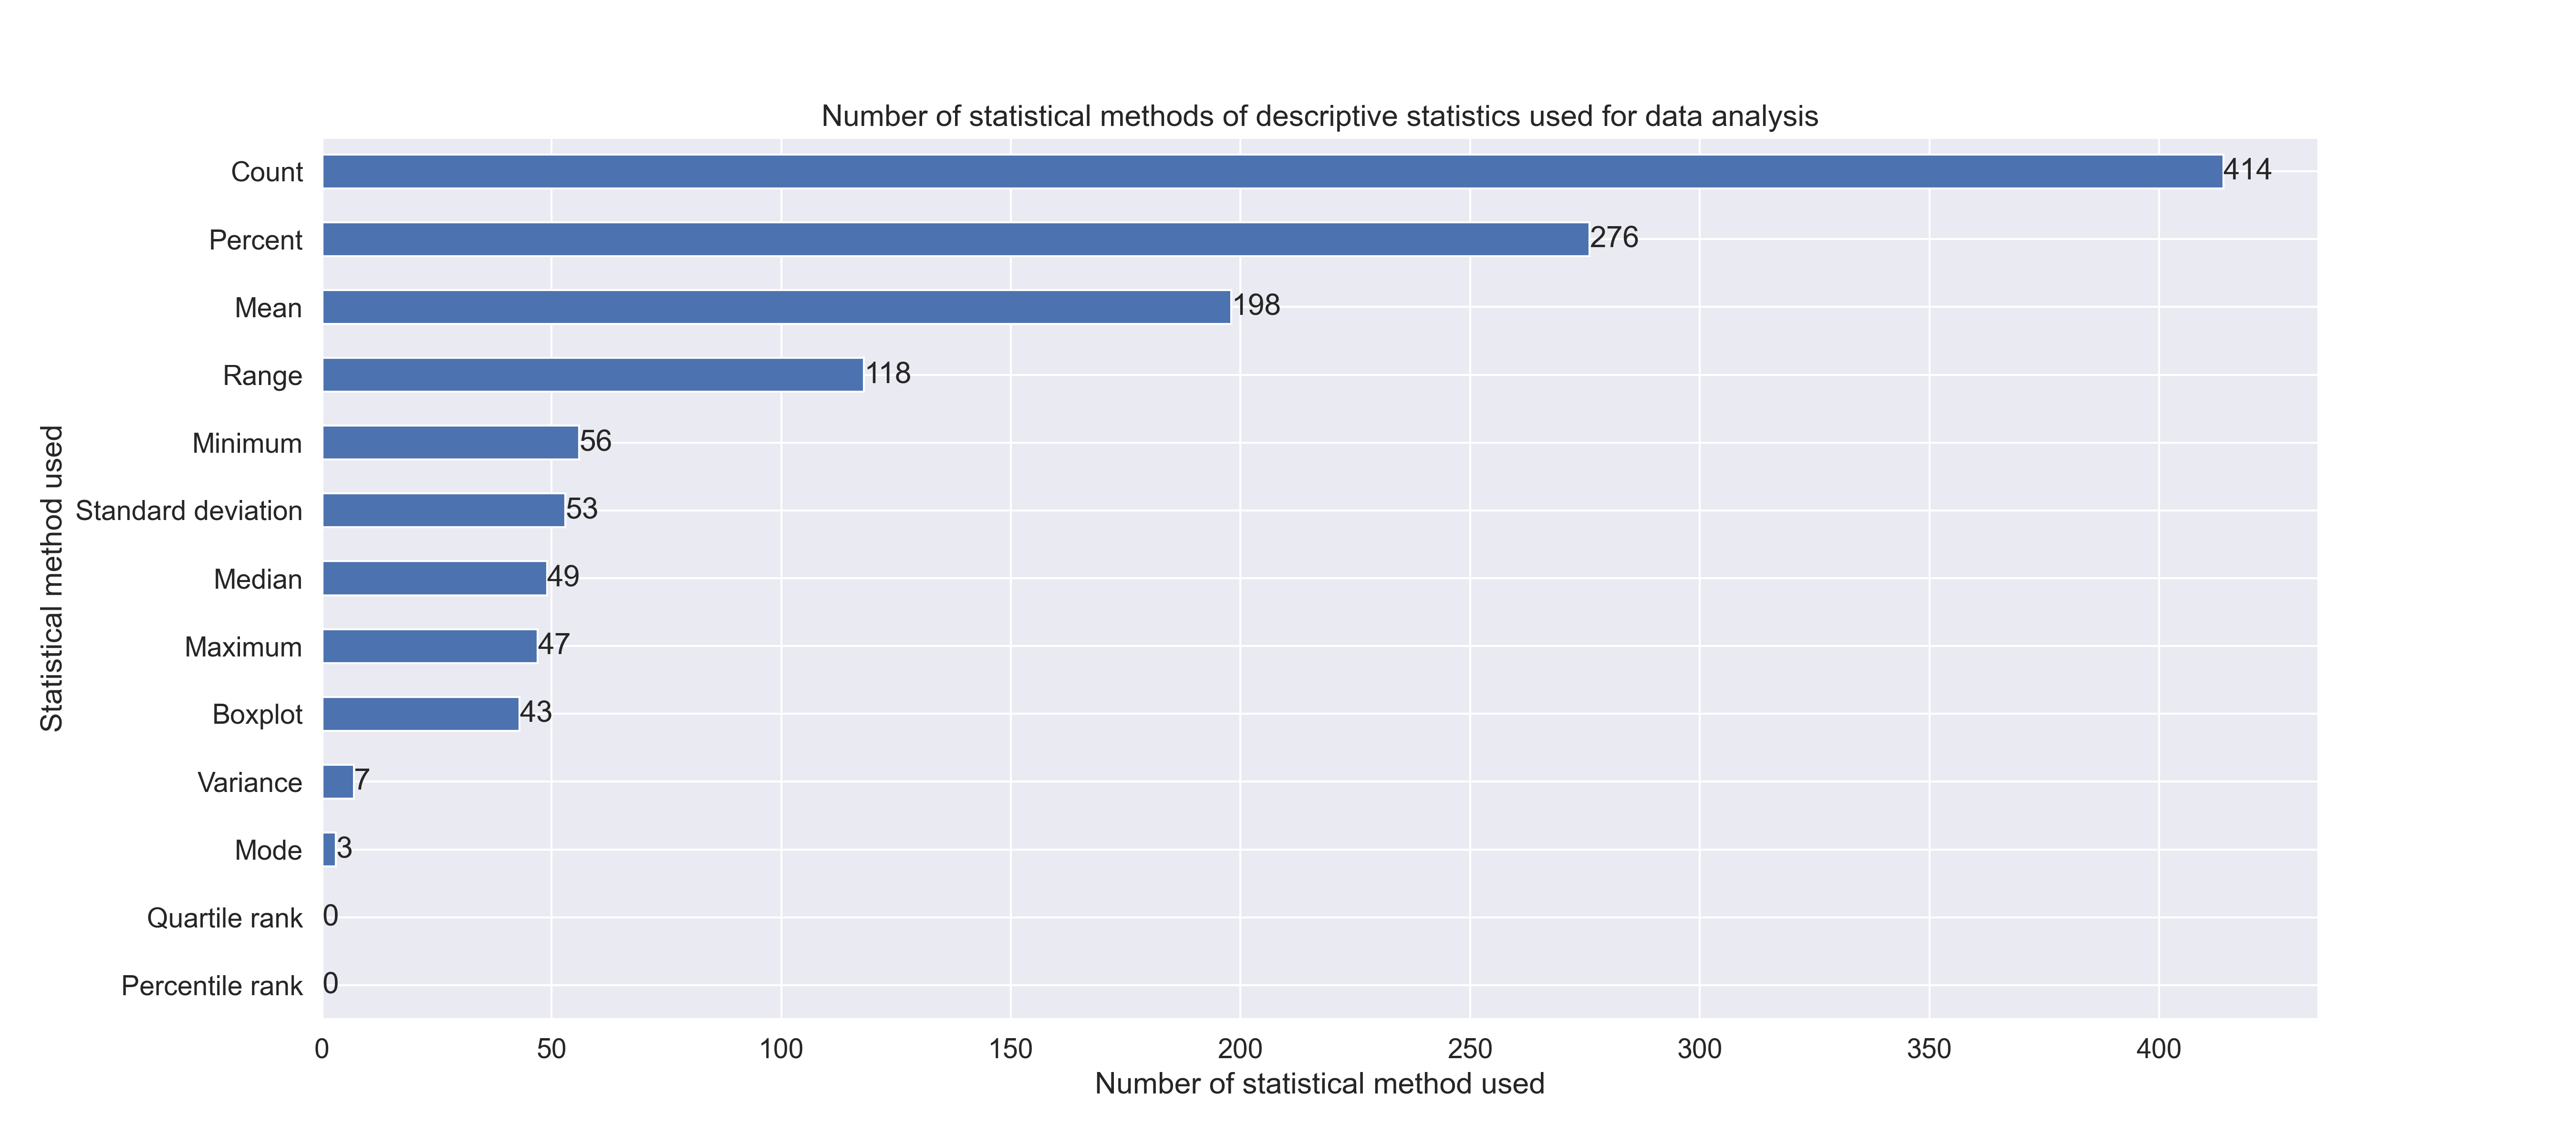 Number of statistical methods of descriptive statistics used for data analysis
Statistical method used
Count 414
Percent 276
Mean 198
Range 118
Minimum 56
Standard deviation 53
Median 49
Maximum 47
Boxplot 43
Variance 7
Mode 3
Quartile rank 0
Percentile rank 0
0 50 100 150 200 250 300 350 400
Number of statistical method used